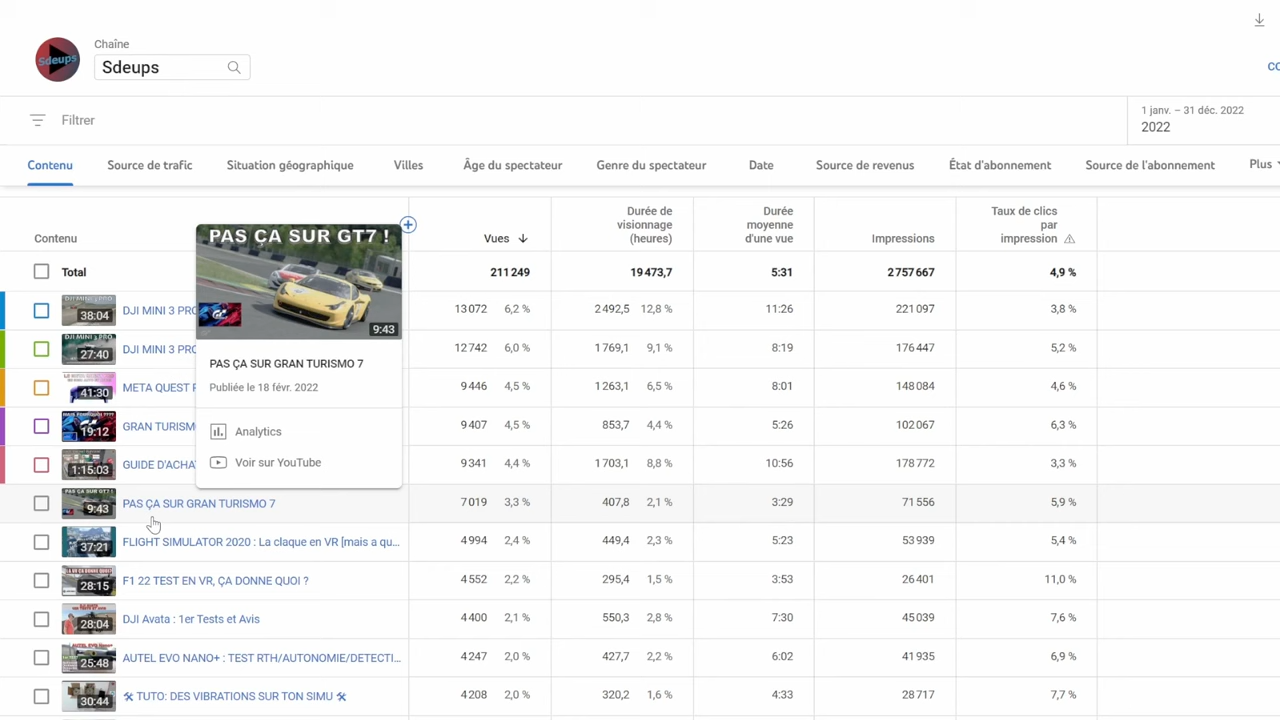 Chaîne
Sdeups
Sdeups
CO
Filtrer
1 janv. – 31 déc. 2022
2022
Contenu Source de trafic Situation géographique Villes Âge du spectateur Genre du spectateur Date Source de revenus État d'abonnement Source de l'abonnement Plus
Contenu Vues Durée de visionnage (heures) Durée moyenne d'une vue Impressions Taux de clics par impression
Total 211 249 19 473,7 5:31 2 757 667 4,9 %
38:04 DJI MINI 3 PRO 13 072 6,2 % 2 492,5 12,8 % 11:26 221 097 3,8 %
27:40 DJI MINI 3 PRO 12 742 6,0 % 1 769,1 9,1 % 8:19 176 447 5,2 %
41:30 META QUEST 9 446 4,5 % 1 263,1 6,5 % 8:01 148 084 4,6 %
19:12 GRAN TURISM 9 407 4,5 % 853,7 4,4 % 5:26 102 067 6,3 %
1:15:03 GUIDE D'ACHA 9 341 4,4 % 1 703,1 8,8 % 10:56 178 772 3,3 %
PAS ÇA SUR GT7 !
9:43
PAS ÇA SUR GRAN TURISMO 7
Publiée le 18 févr. 2022
Analytics
Voir sur YouTube
PAS ÇA SUR GT7 !
9:43 PAS ÇA SUR GRAN TURISMO 7 7 019 3,3 % 407,8 2,1 % 3:29 71 556 5,9 %
37:21 FLIGHT SIMULATOR 2020 : La claque en VR [mais a qu... 4 994 2,4 % 449,4 2,3 % 5:23 53 939 5,4 %
28:15 F1 22 TEST EN VR, ÇA DONNE QUOI ? 4 552 2,2 % 295,4 1,5 % 3:53 26 401 11,0 %
28:04 DJI Avata : 1er Tests et Avis 4 400 2,1 % 550,3 2,8 % 7:30 45 039 7,6 %
25:48 AUTEL EVO NANO+ : TEST RTH/AUTONOMIE/DETECTI... 4 247 2,0 % 427,7 2,2 % 6:02 41 935 6,9 %
30:44 🛠 TUTO: DES VIBRATIONS SUR TON SIMU 🛠 4 208 2,0 % 320,2 1,6 % 4:33 28 717 7,7 %